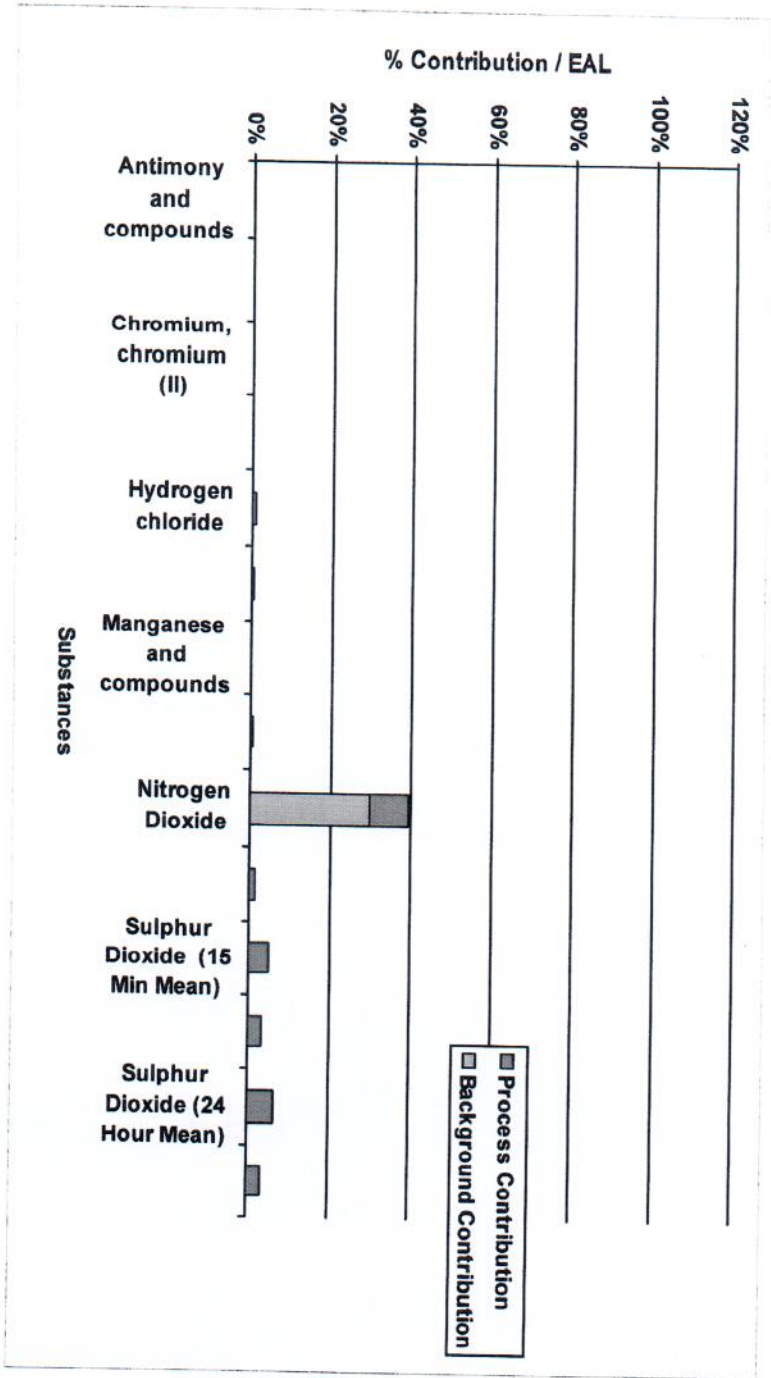 % Contribution / EAL
120%
100%
80%
60%
40%
20%
0%
Antimony
and
compounds
Chromium,
chromium
(II)
Hydrogen
chloride
Manganese
and
compounds
Nitrogen
Dioxide
Sulphur
Dioxide (15
Min Mean)
Sulphur
Dioxide (24
Hour Mean)
Substances
Process Contribution
Background Contribution